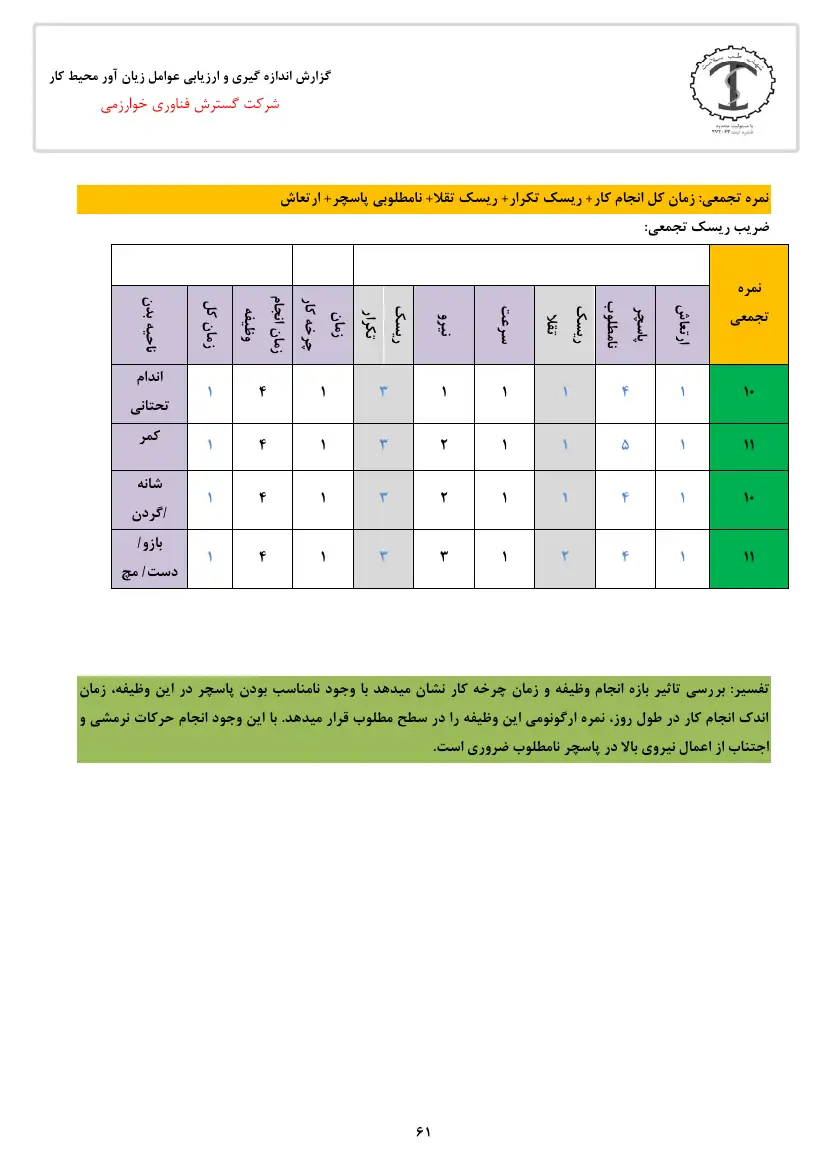 گزارش اندازه گیری و ارزیابی عوامل زیان آور محیط کار
شرکت گسترش فناوری خوارزمی
شهاب طب سلامت
با مسئولیت محدود
نمره تجمعی: زمان کل انجام کار+ ریسک تکرار+ ریسک تقلا+ نامطلوبی پاسچر+ ارتعاش
ضریب ریسک تجمعی:
نمره تجمعی | ارتعاش | پاسچر نامطلوب | ریسک تقلا | سرعت | نیرو | ریسک تکرار | زمان چرخه کار | زمان انجام وظیفه | زمان کل | ناحیه بدن
۱۰ | ۱ | ۴ | ۱ | ۱ | ۱ | ۳ | ۱ | ۴ | ۱ | اندام تحتانی
۱۱ | ۱ | ۵ | ۱ | ۱ | ۲ | ۳ | ۱ | ۴ | ۱ | کمر
۱۰ | ۱ | ۴ | ۱ | ۱ | ۲ | ۳ | ۱ | ۴ | ۱ | شانه /گردن
۱۱ | ۱ | ۴ | ۲ | ۱ | ۳ | ۳ | ۱ | ۴ | ۱ | بازو/ دست/ مچ
تفسیر: بررسی تاثیر بازه انجام وظیفه و زمان چرخه کار نشان میدهد با وجود نامناسب بودن پاسچر در این وظیفه، زمان
اندک انجام کار در طول روز، نمره ارگونومی این وظیفه را در سطح مطلوب قرار میدهد. با این وجود انجام حرکات نرمشی و
اجتناب از اعمال نیروی بالا در پاسچر نامطلوب ضروری است.
۶۱